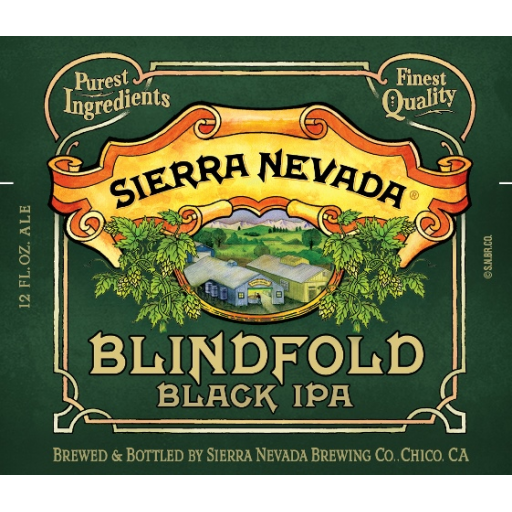 Purest
Ingredients
Finest
Quality
SIERRA NEVADA®
12 FL. OZ. ALE
© S.N.BR.CO.
BLINDFOLD
BLACK IPA
BREWED & BOTTLED BY SIERRA NEVADA BREWING CO., CHICO, CA